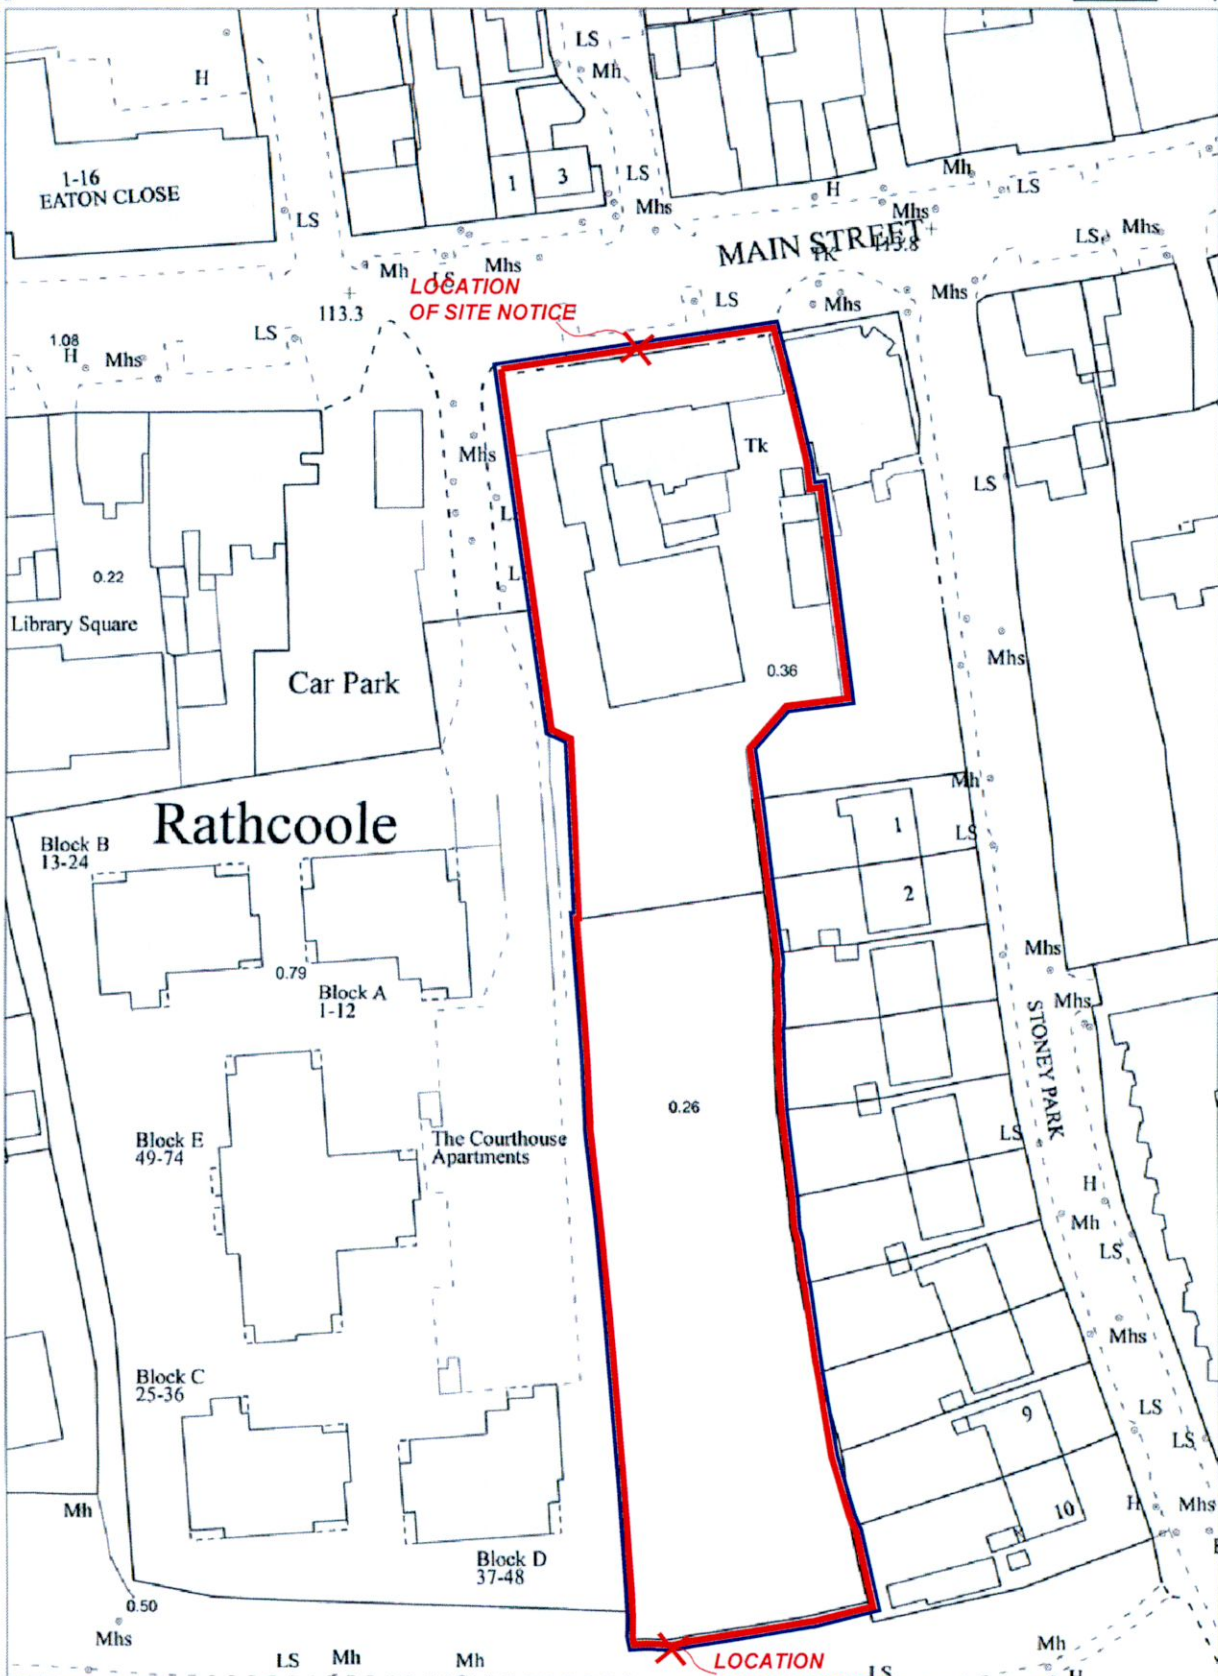 LS
Mh
H
1-16
EATON CLOSE
1
3
LS
Mhs
LS
Mh
H
LS
Mhs
MAIN STREET
113.8
Tk
LS
Mhs
Mh
LS
Mhs
LOCATION
OF SITE NOTICE
113.3
LS
Mhs
Mhs
1.08
H
Mhs
LS
Mhs
Tk
LS
L
L
0.22
Library Square
Car Park
0.36
Mhs
Rathcoole
Mh
LS
1
2
Block B
13-24
0.79
Block A
1-12
Mhs
Mhs
STONEY PARK
0.26
Block E
49-74
The Courthouse
Apartments
LS
H
Mh
LS
Mhs
Block C
25-36
9
LS
LS
10
H
Mhs
Mh
Block D
37-48
0.50
Mhs
LS
Mh
Mh
LOCATION
Mh
LS
H